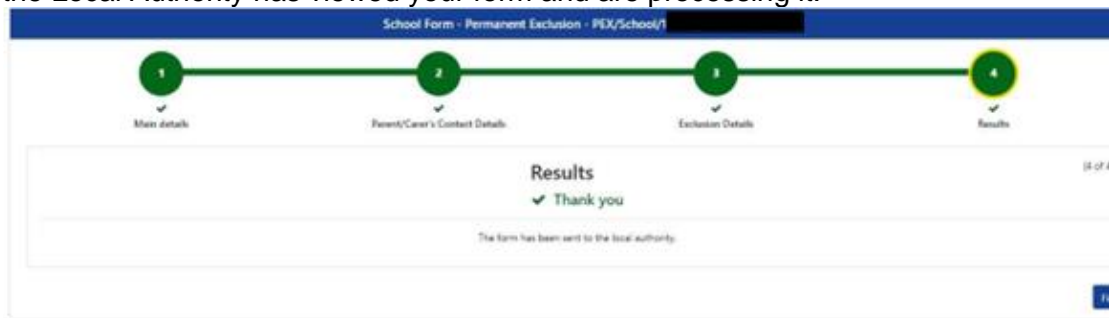 the Local Authority has viewed your form and are processing it.
School Form - Permanent Exclusion - PEX/School/1
1
2
3
4
Main details
Parent/Carer's Contact Details
Exclusion Details
Results
Results
(4 of
Thank you
The form has been sent to the local authority.